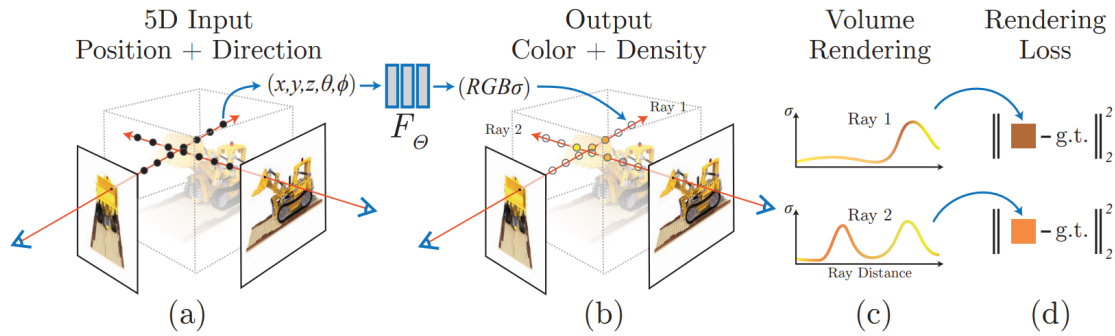 5D Input
Position + Direction
Output
Color + Density
Volume
Rendering
Rendering
Loss
(x,y,z,θ,ϕ)
F_Θ
(RGBσ)
Ray 1
Ray 2
σ
Ray 1
‖ - g.t. ‖₂²
σ
Ray 2
Ray Distance
‖ - g.t. ‖₂²
(a)
(b)
(c)
(d)